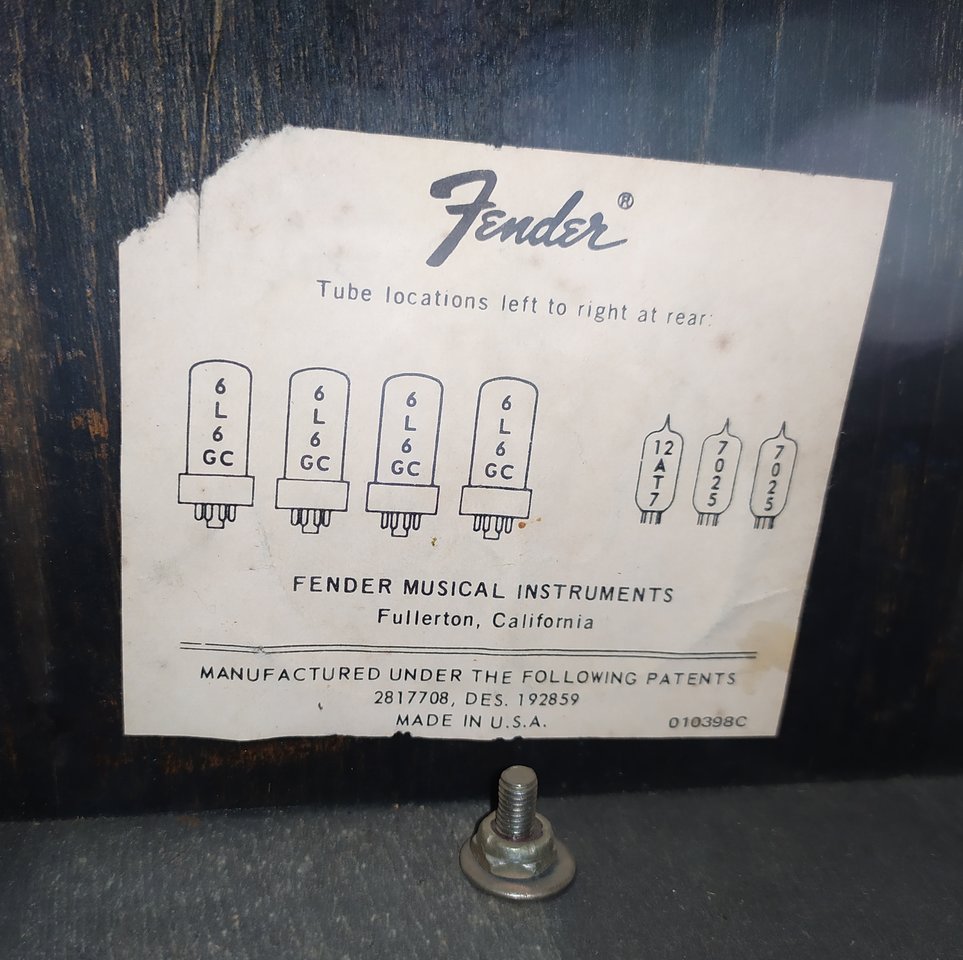 Fender®
Tube locations left to right at rear:
6
L
6
GC
6
L
6
GC
6
L
6
GC
6
L
6
GC
12
A
T
7
7
0
2
5
7
0
2
5
FENDER MUSICAL INSTRUMENTS
Fullerton, California
MANUFACTURED UNDER THE FOLLOWING PATENTS
2817708, DES. 192859
MADE IN U.S.A.
010398C